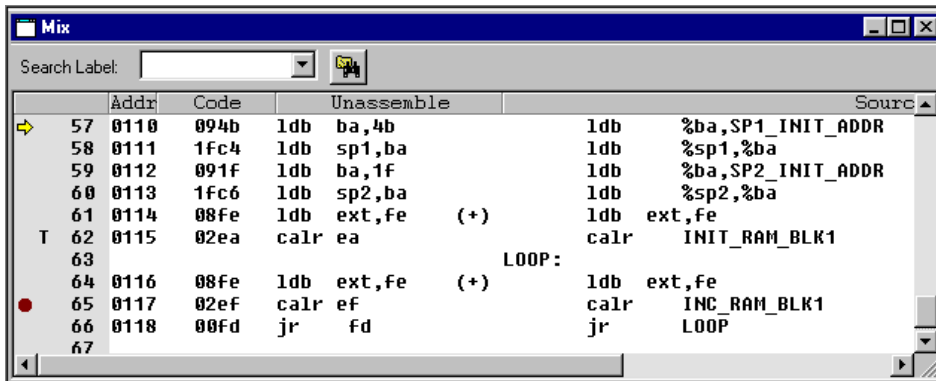 Mix
Search Label:
Addr Code Unassemble Sourc
57 0110 094b ldb ba,4b ldb %ba,SP1_INIT_ADDR
58 0111 1fc4 ldb sp1,ba ldb %sp1,%ba
59 0112 091f ldb ba,1f ldb %ba,SP2_INIT_ADDR
60 0113 1fc6 ldb sp2,ba ldb %sp2,%ba
61 0114 08fe ldb ext,fe (+) ldb ext,fe
T 62 0115 02ea calr ea calr INIT_RAM_BLK1
63 LOOP:
64 0116 08fe ldb ext,fe (+) ldb ext,fe
65 0117 02ef calr ef calr INC_RAM_BLK1
66 0118 00fd jr fd jr LOOP
67